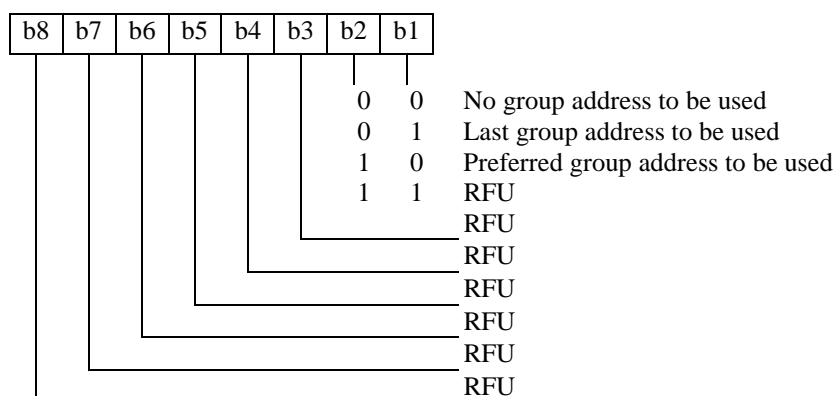 b8 b7 b6 b5 b4 b3 b2 b1
0 0 No group address to be used
0 1 Last group address to be used
1 0 Preferred group address to be used
1 1 RFU
RFU
RFU
RFU
RFU
RFU
RFU